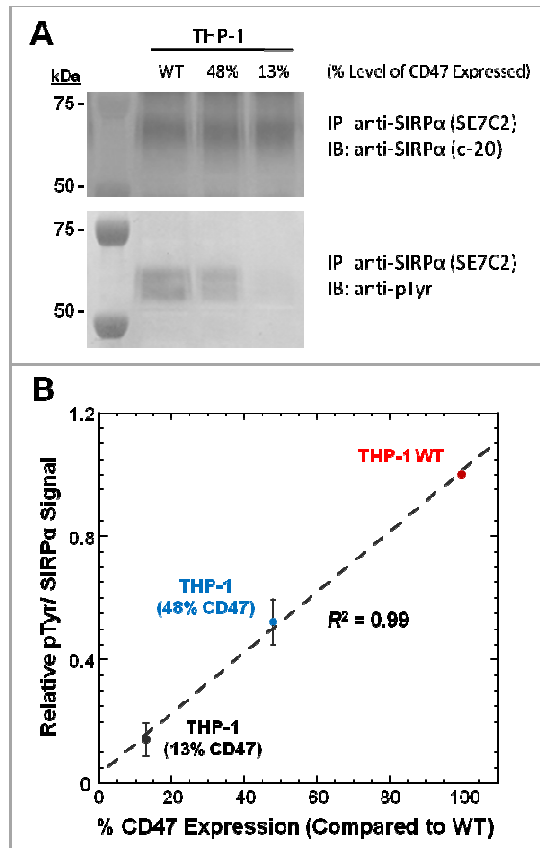 A
THP-1
kDa
WT 48% 13% (% Level of CD47 Expressed)
75 -
IP anti-SIRPα (SE7C2)
IB: anti-SIRPα (c-20)
50 -
75 -
IP anti-SIRPα (SE7C2)
IB: anti-pTyr
50 -
B
1.2
THP-1 WT
0.8
THP-1
(48% CD47)
R² = 0.99
0.4
THP-1
(13% CD47)
0
0 20 40 60 80 100
Relative pTyr/ SIRPα Signal
% CD47 Expression (Compared to WT)